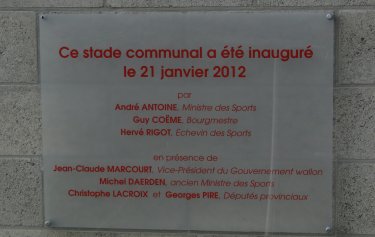 Ce stade communal a été inauguré
le 21 janvier 2012
par
André ANTOINE, Ministre des Sports
Guy COËME, Bourgmestre
Hervé RIGOT, Echevin des Sports
en présence de
Jean-Claude MARCOURT, Vice-Président du Gouvernement wallon
Michel DAERDEN, ancien Ministre des Sports
Christophe LACROIX et Georges PIRE, Députés provinciaux